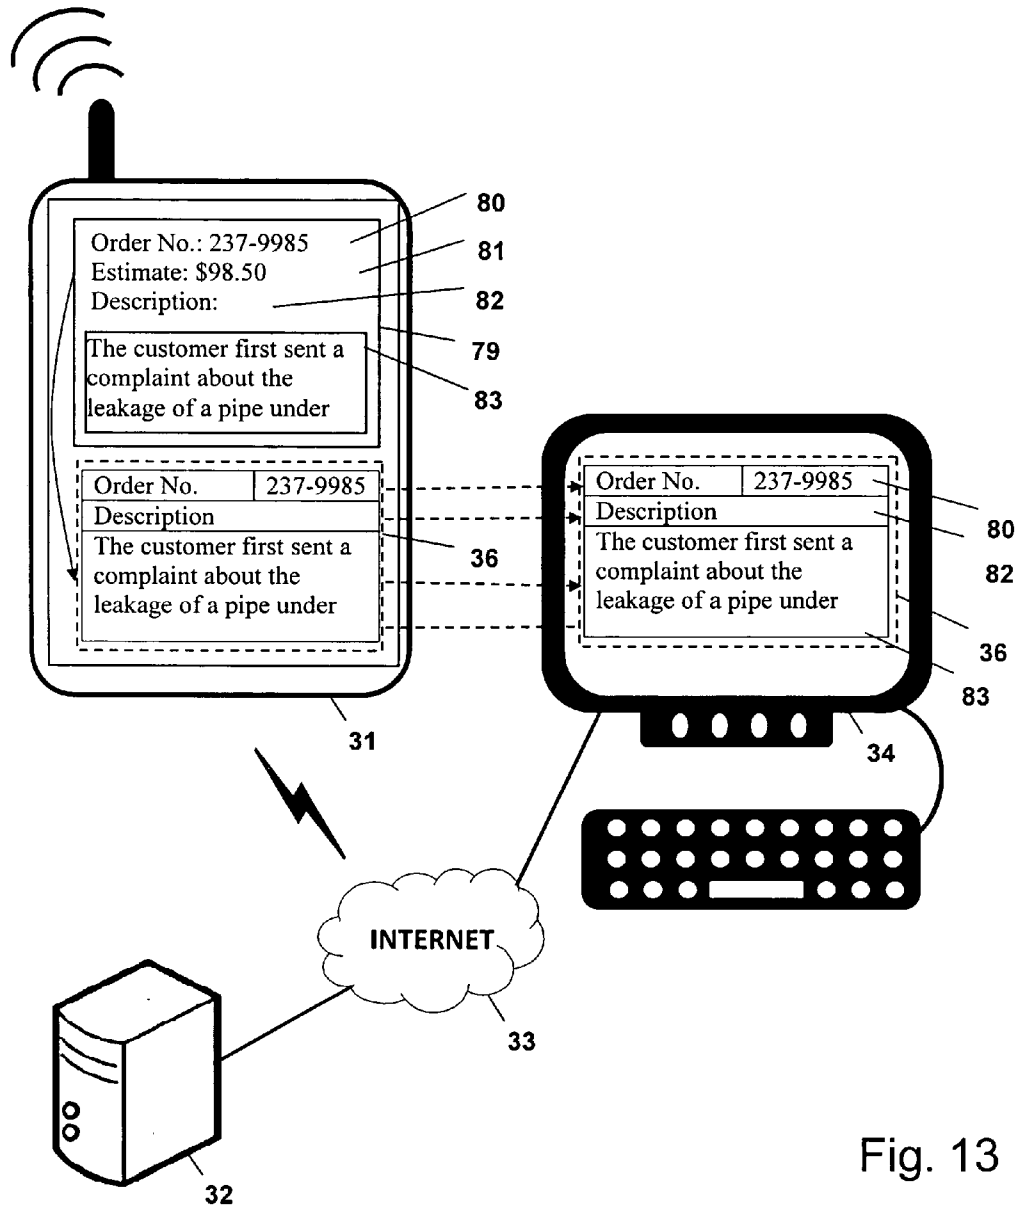 80
Order No.: 237-9985
81
Estimate: $98.50
82
Description:
79
The customer first sent a
complaint about the
83
leakage of a pipe under
Order No. 237-9985
Description
The customer first sent a
36
complaint about the
leakage of a pipe under
31
Order No. 237-9985
80
Description
The customer first sent a
82
complaint about the
leakage of a pipe under
36
83
34
INTERNET
33
32
Fig. 13